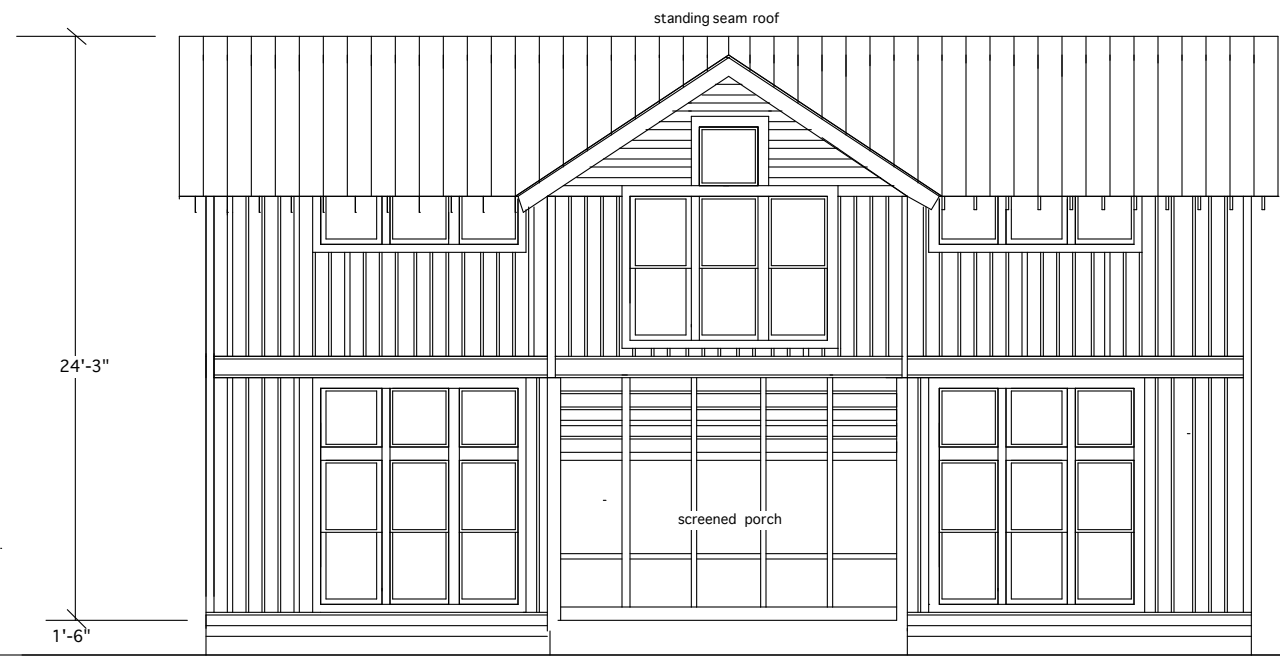 standing seam roof
24'-3"
screened porch
1'-6"